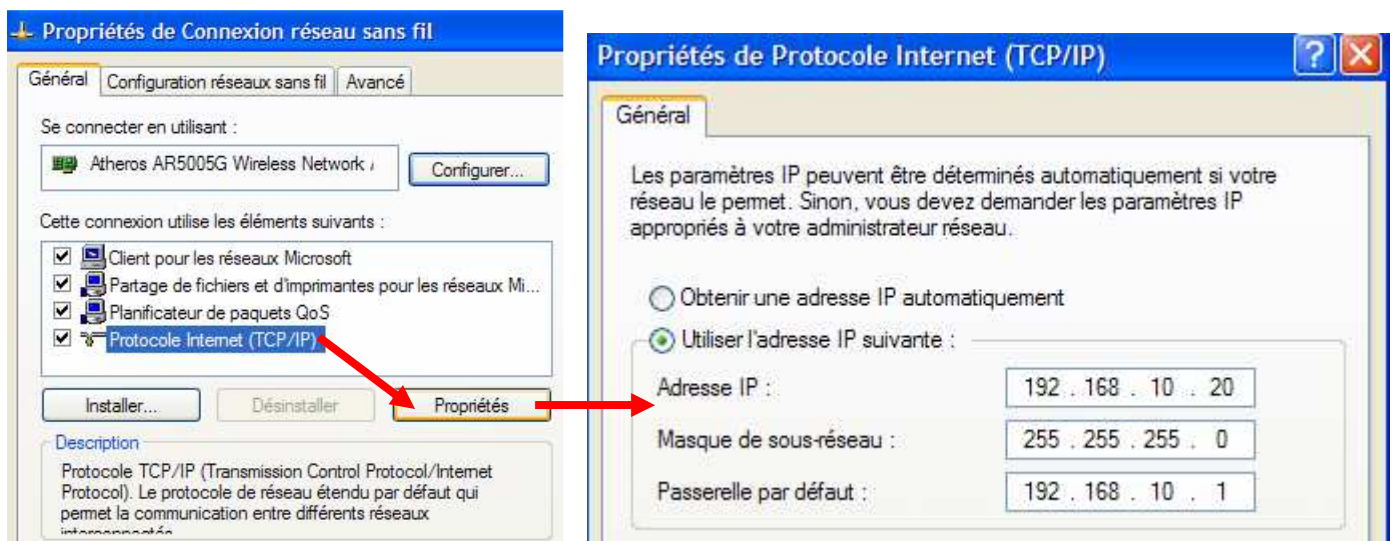 Propriétés de Connexion réseau sans fil
Général Configuration réseaux sans fil Avancé
Se connecter en utilisant :
Atheros AR5005G Wireless Network
Configurer...
Cette connexion utilise les éléments suivants :
Client pour les réseaux Microsoft
Partage de fichiers et d'imprimantes pour les réseaux Mi...
Planificateur de paquets QoS
Protocole Internet (TCP/IP)
Installer... Désinstaller Propriétés
Description
Protocole TCP/IP (Transmission Control Protocol/Internet
Protocol). Le protocole de réseau étendu par défaut qui
permet la communication entre différents réseaux
Propriétés de Protocole Internet (TCP/IP)
Général
Les paramètres IP peuvent être déterminés automatiquement si votre
réseau le permet. Sinon, vous devez demander les paramètres IP
appropriés à votre administrateur réseau.
Obtenir une adresse IP automatiquement
Utiliser l'adresse IP suivante :
Adresse IP : 192 . 168 . 10 . 20
Masque de sous-réseau : 255 . 255 . 255 . 0
Passerelle par défaut : 192 . 168 . 10 . 1